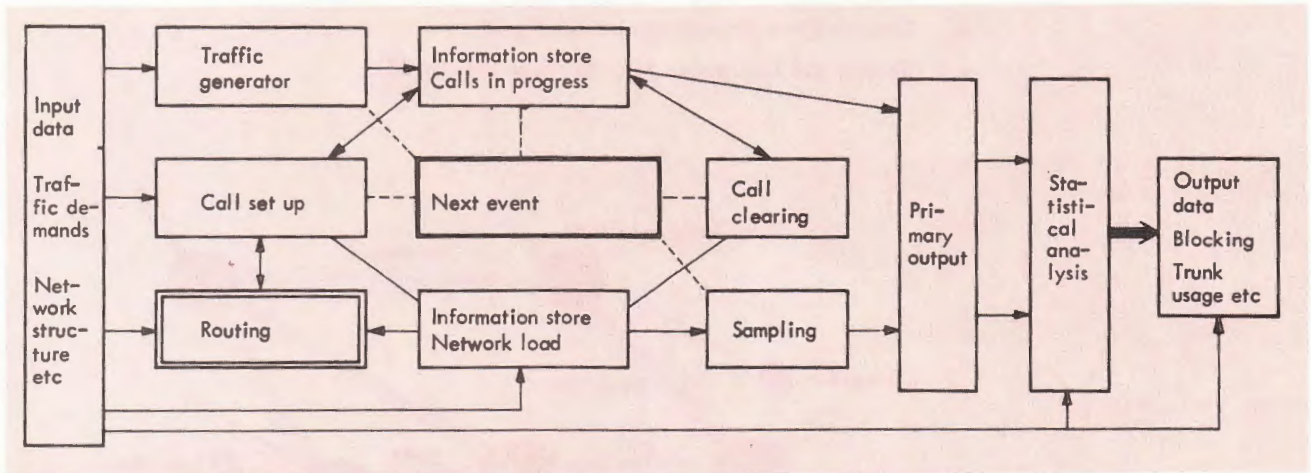 Input
data
Traf-
fic de-
mands
Net-
work
struc-
ture
etc
Traffic
generator
Information store
Calls in progress
Call set up
Next event
Call
clearing
Routing
Information store
Network load
Sampling
Pri-
mary
output
Sta-
tisti-
cal
ana-
lysis
Output
data
Blocking
Trunk
usage etc